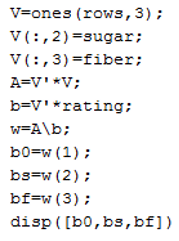 V=ones(rows,3);
V(:,2)=sugar;
V(:,3)=fiber;
A=V'*V;
b=V'*rating;
w=A\b;
b0=w(1);
bs=w(2);
bf=w(3);
disp([b0,bs,bf])